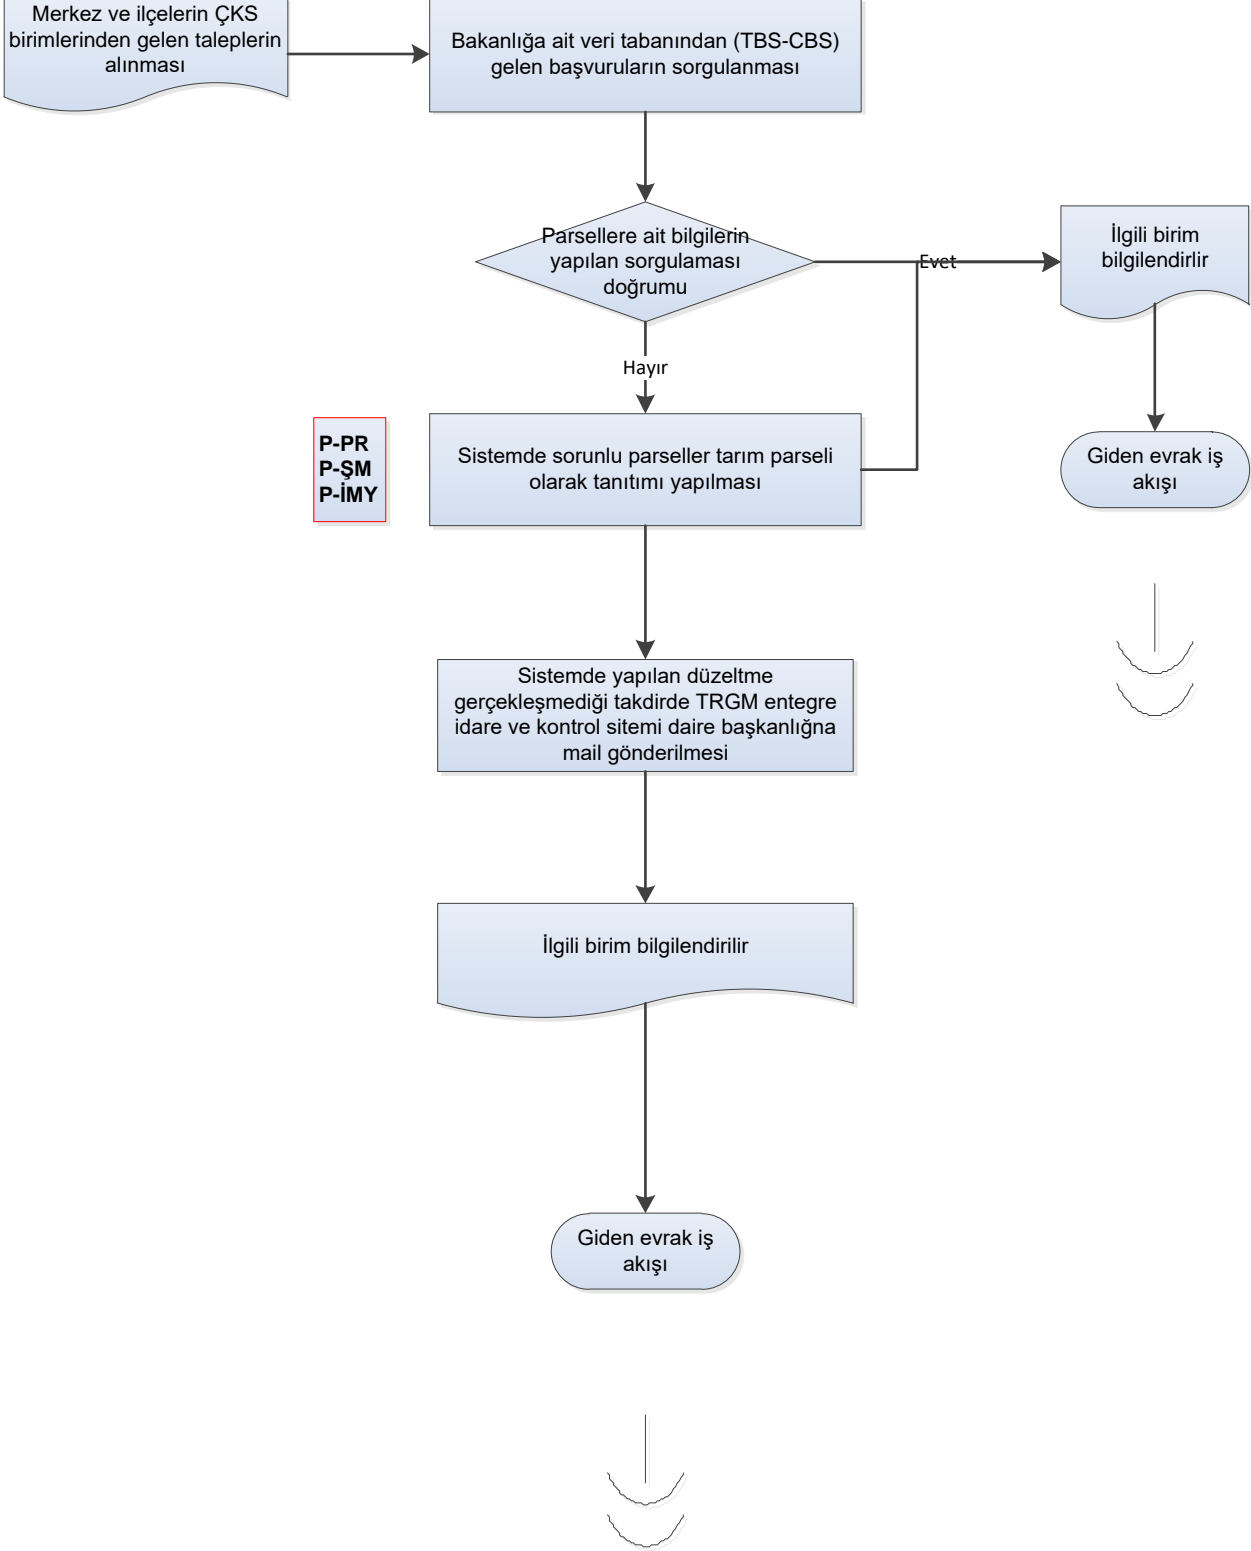 Merkez ve ilçelerin ÇKS
birimlerinden gelen taleplerin
alınması
Bakanlığa ait veri tabanından (TBS-CBS)
gelen başvuruların sorgulanması
Parsellere ait bilgilerin
yapılan sorgulaması
doğrumu
Evet
İlgili birim
bilgilendirlir
Hayır
P-PR
P-ŞM
P-İMY
Sistemde sorunlu parseller tarım parseli
olarak tanıtımı yapılması
Giden evrak iş
akışı
Sistemde yapılan düzeltme
gerçekleşmediği takdirde TRGM entegre
idare ve kontrol sitemi daire başkanlığna
mail gönderilmesi
İlgili birim bilgilendirilir
Giden evrak iş
akışı